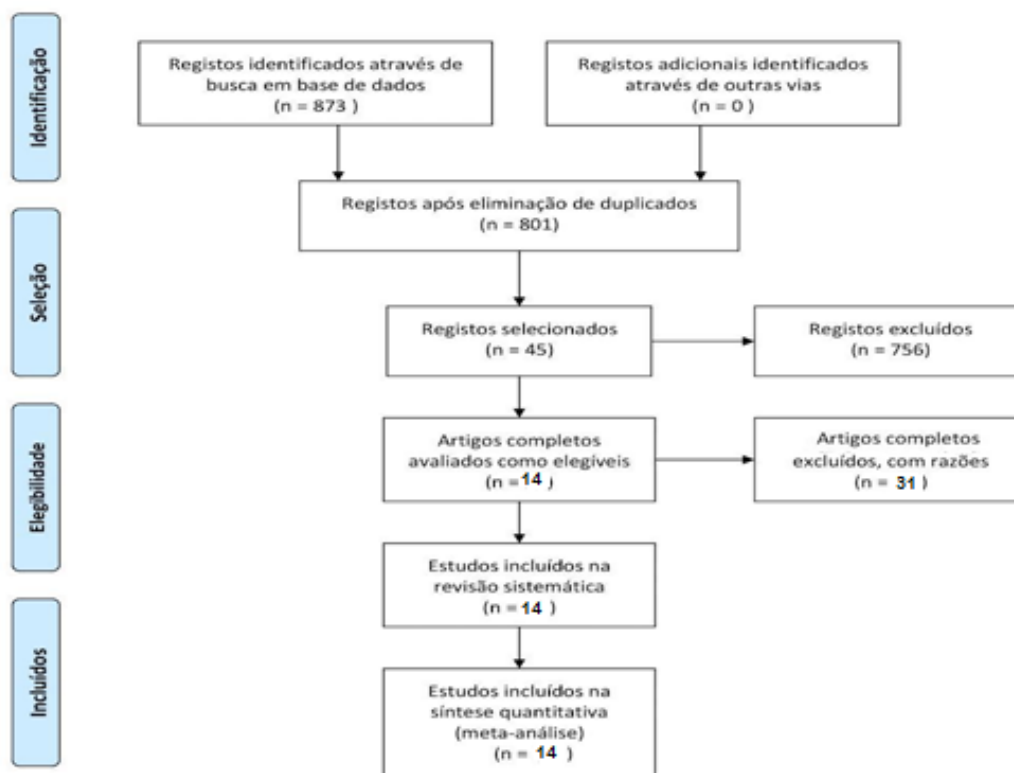 Identificação
Registos identificados através de
busca em base de dados
(n = 873 )
Registos adicionais identificados
através de outras vias
(n = 0 )
Seleção
Registos após eliminação de duplicados
(n = 801)
Registos selecionados
(n = 45)
Registos excluídos
(n = 756)
Elegibilidade
Artigos completos
avaliados como elegíveis
(n =14 )
Artigos completos
excluídos, com razões
(n = 31 )
Estudos incluídos na
revisão sistemática
(n =14 )
Incluídos
Estudos incluídos na
síntese quantitativa
(meta-análise)
(n = 14 )